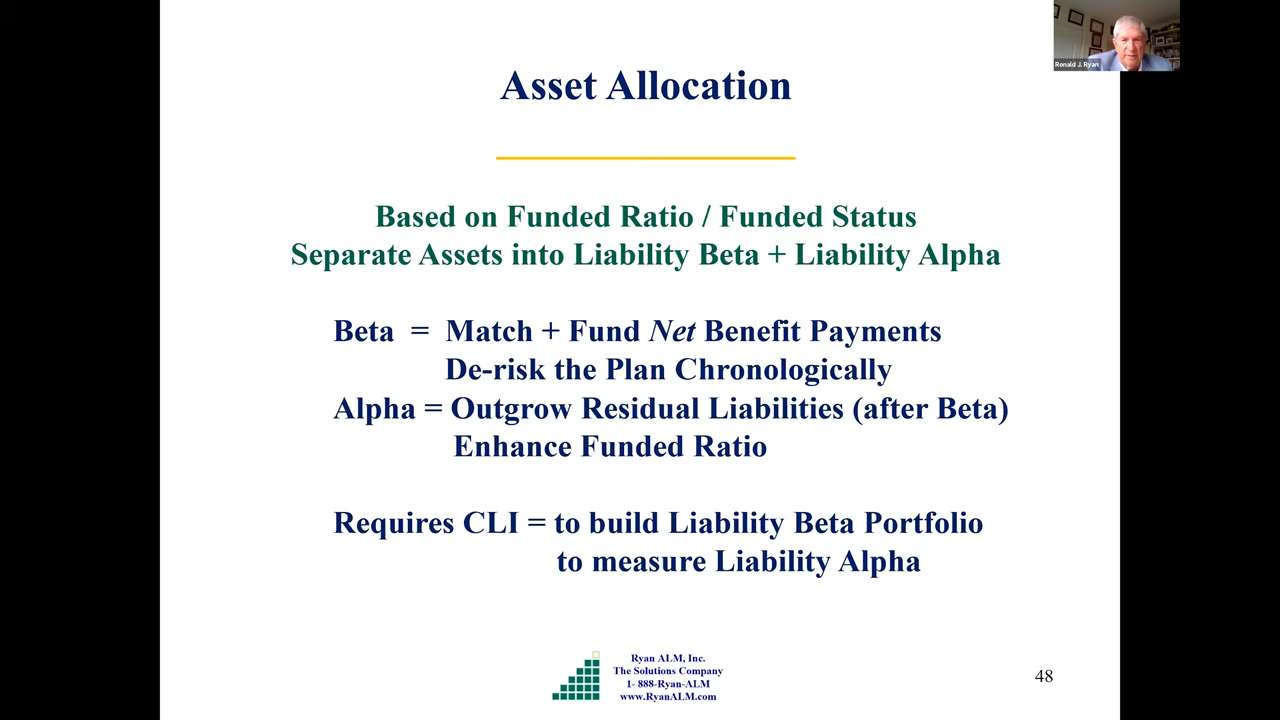 Ronald J. Ryan
Asset Allocation
Based on Funded Ratio / Funded Status
Separate Assets into Liability Beta + Liability Alpha
Beta = Match + Fund Net Benefit Payments
De-risk the Plan Chronologically
Alpha = Outgrow Residual Liabilities (after Beta)
Enhance Funded Ratio
Requires CLI = to build Liability Beta Portfolio
to measure Liability Alpha
Ryan ALM, Inc.
The Solutions Company
1- 888-Ryan-ALM
www.RyanALM.com
48